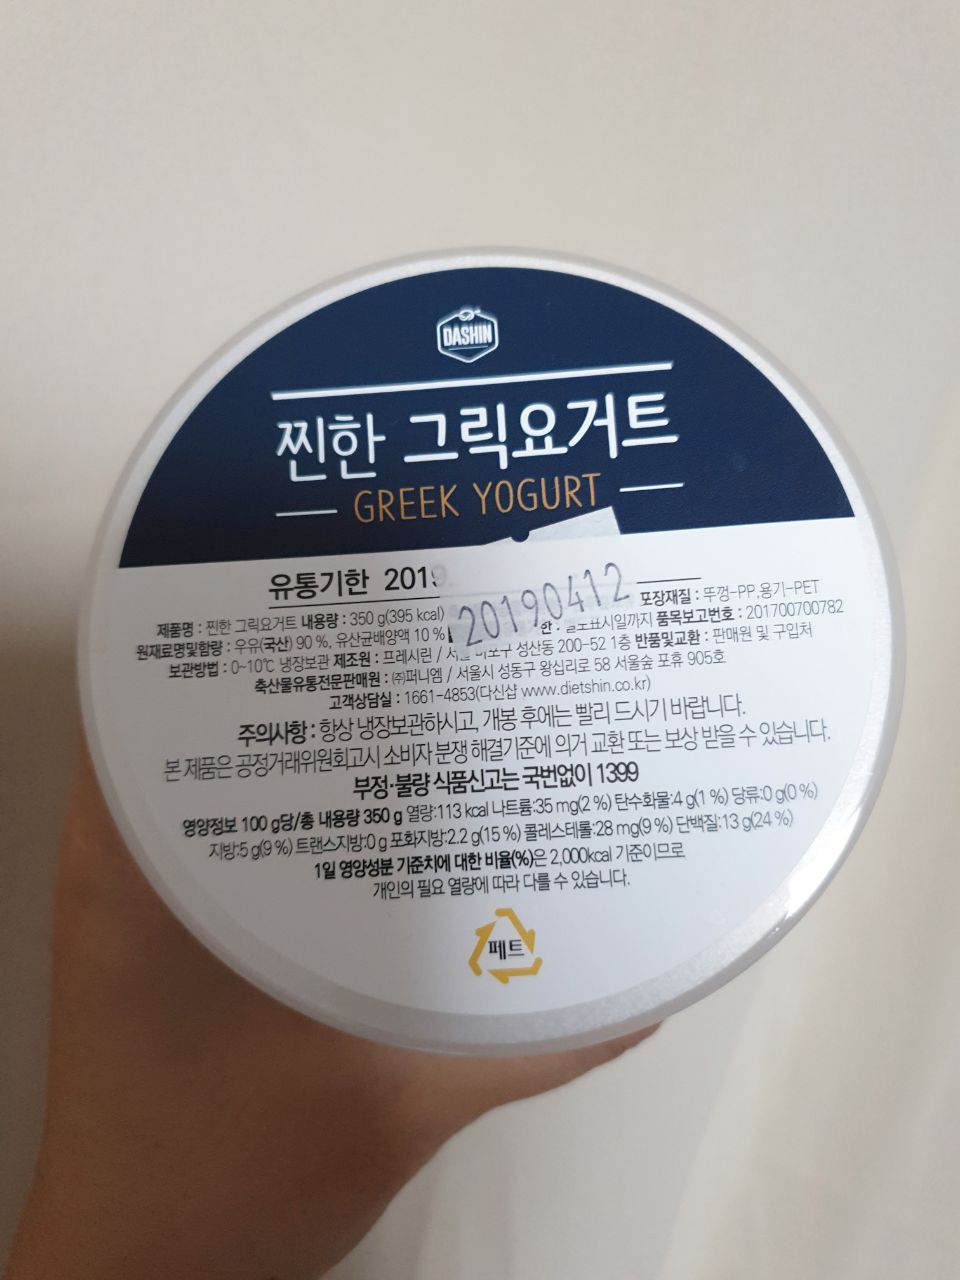 DASHIN
찐한 그릭요거트
GREEK YOGURT
유통기한 2019.
20190412
포장재질 : 뚜껑-PP,용기-PET
제품명 : 찐한 그릭요거트 내용량 : 350 g(395 kcal)
품목보고번호 : 201700700782
원재료명및함량 : 우유(국산) 90 %, 유산균배양액 10 %
보관방법 : 0~10℃ 냉장보관 제조원 : 프레시린 / 성산동 200-52 1층 반품및교환 : 판매원 및 구입처
축산물유통전문판매원 : ㈜퍼니엠 / 서울시 성동구 왕십리로 58 서울숲 포휴 905호
고객상담실 : 1661-4853(다신샵 www.dietshin.co.kr)
주의사항 : 항상 냉장보관하시고, 개봉 후에는 빨리 드시기 바랍니다.
본 제품은 공정거래위원회고시 소비자 분쟁 해결기준에 의거 교환 또는 보상 받을 수 있습니다.
부정·불량 식품신고는 국번없이 1399
영양정보 100 g당/총 내용량 350 g 열량:113 kcal 나트륨:35 mg(2 %) 탄수화물:4 g(1 %) 당류:0 g(0 %)
지방:5 g(9 %) 트랜스지방:0 g 포화지방:2.2 g(15 %) 콜레스테롤:28 mg(9 %) 단백질:13 g(24 %)
1일 영양성분 기준치에 대한 비율(%)은 2,000kcal 기준이므로
개인의 필요 열량에 따라 다를 수 있습니다.
페트